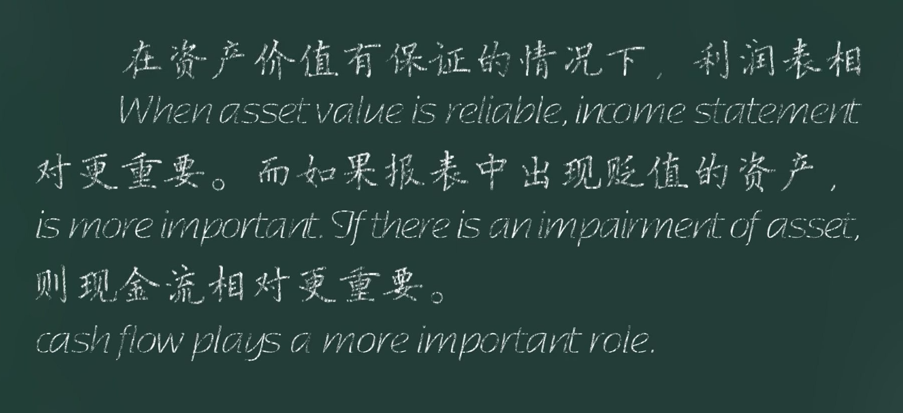 在资产价值有保证的情况下，利润表相
When asset value is reliable, income statement
对更重要。而如果报表中出现贬值的资产，
is more important. If there is an impairment of asset,
则现金流相对更重要。
cash flow plays a more important role.